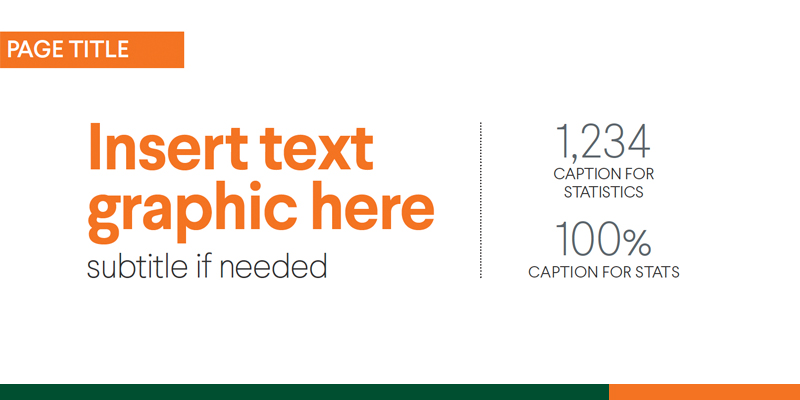 PAGE TITLE
Insert text
graphic here
subtitle if needed
1,234
CAPTION FOR
STATISTICS
100%
CAPTION FOR STATS